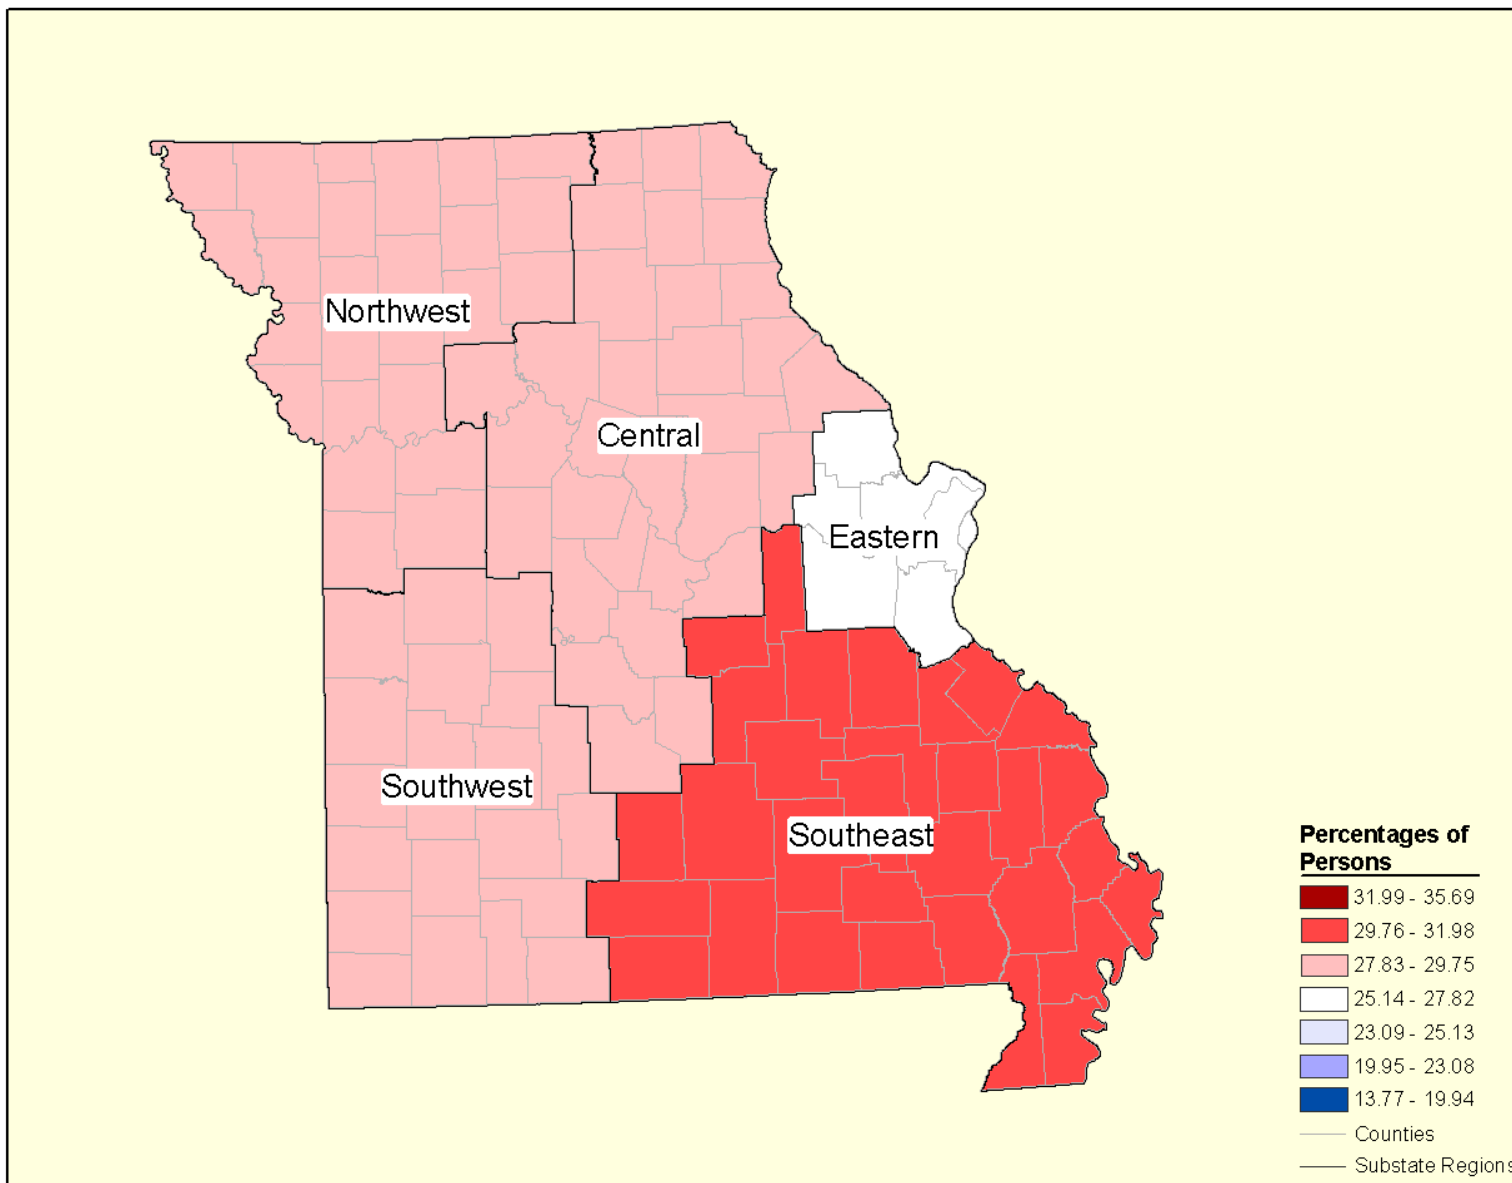 Northwest
Central
Eastern
Southwest
Southeast
Percentages of
Persons
31.99 - 35.69
29.76 - 31.98
27.83 - 29.75
25.14 - 27.82
23.09 - 25.13
19.95 - 23.08
13.77 - 19.94
Counties
Substate Regions